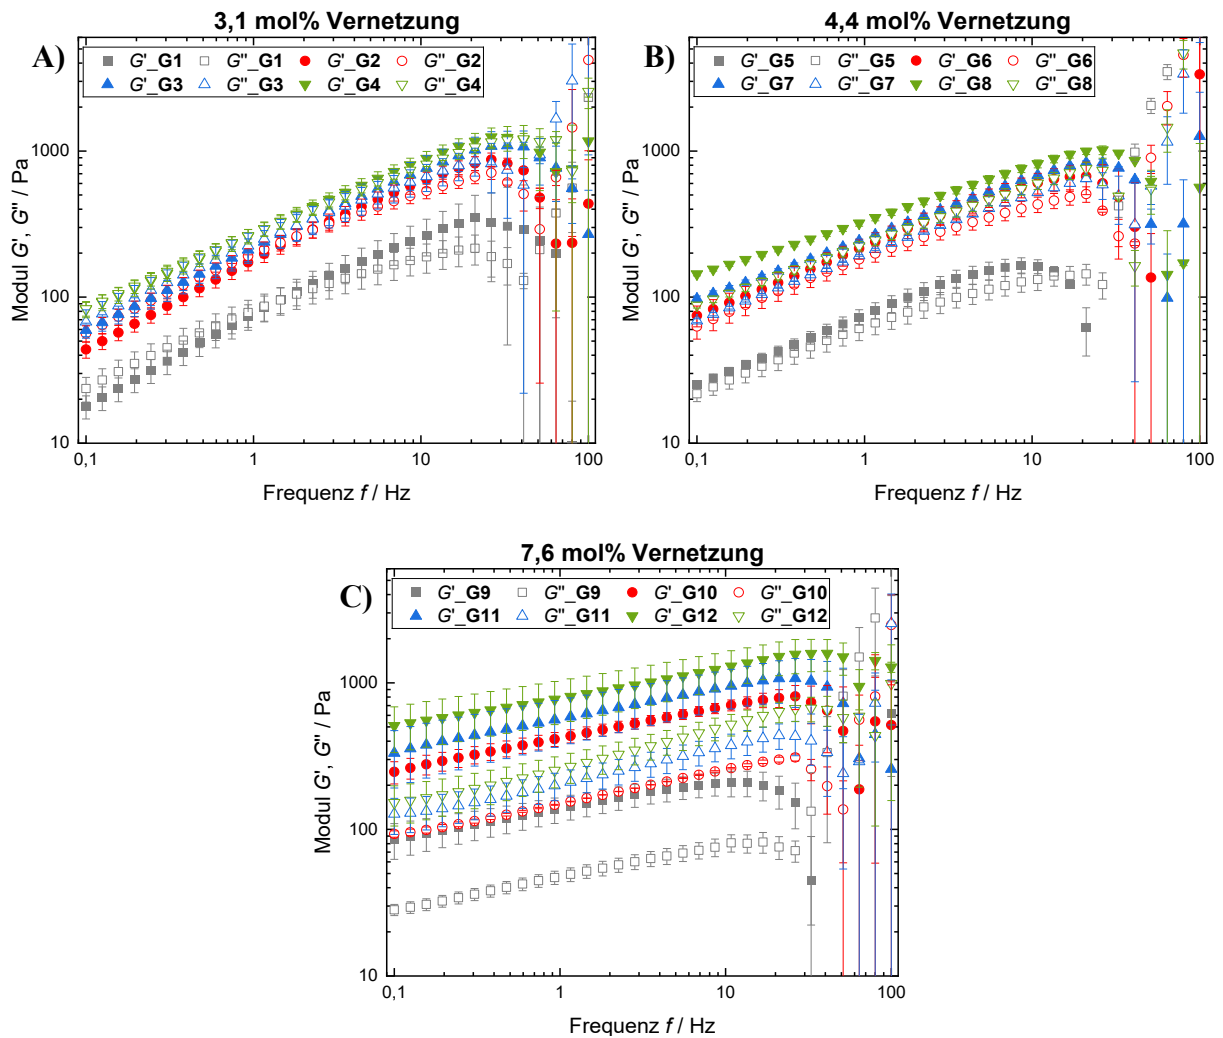 3,1 mol% Vernetzung
A)
G'_G1 G''_G1 G'_G2 G''_G2
G'_G3 G''_G3 G'_G4 G''_G4
Modul G', G'' / Pa
1000
100
10
0,1 1 10 100
Frequenz f / Hz
4,4 mol% Vernetzung
B)
G'_G5 G''_G5 G'_G6 G''_G6
G'_G7 G''_G7 G'_G8 G''_G8
Modul G', G'' / Pa
1000
100
10
0,1 1 10 100
Frequenz f / Hz
7,6 mol% Vernetzung
C)
G'_G9 G''_G9 G'_G10 G''_G10
G'_G11 G''_G11 G'_G12 G''_G12
Modul G', G'' / Pa
1000
100
10
0,1 1 10 100
Frequenz f / Hz